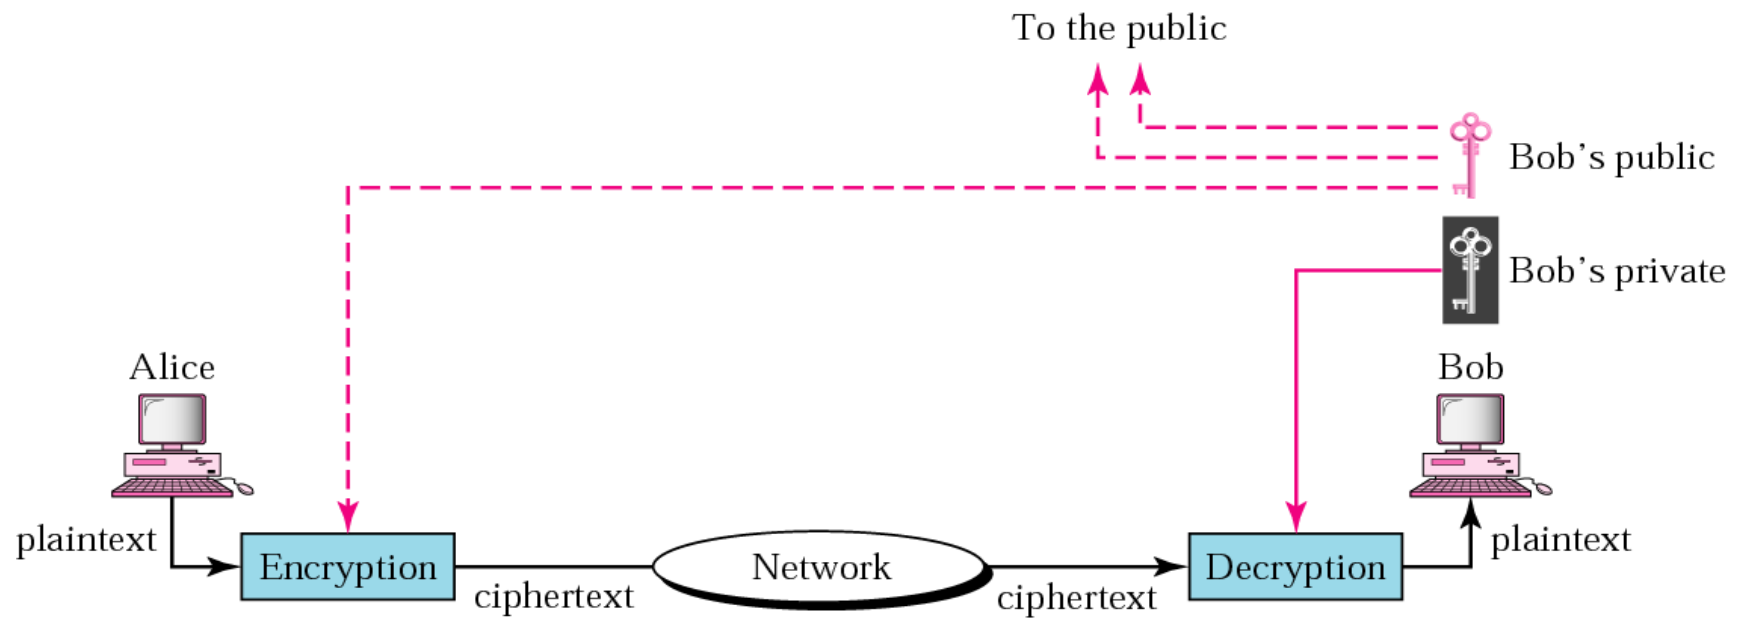 To the public
Bob's public
Bob's private
Alice
Bob
plaintext
Encryption
ciphertext
Network
ciphertext
Decryption
plaintext